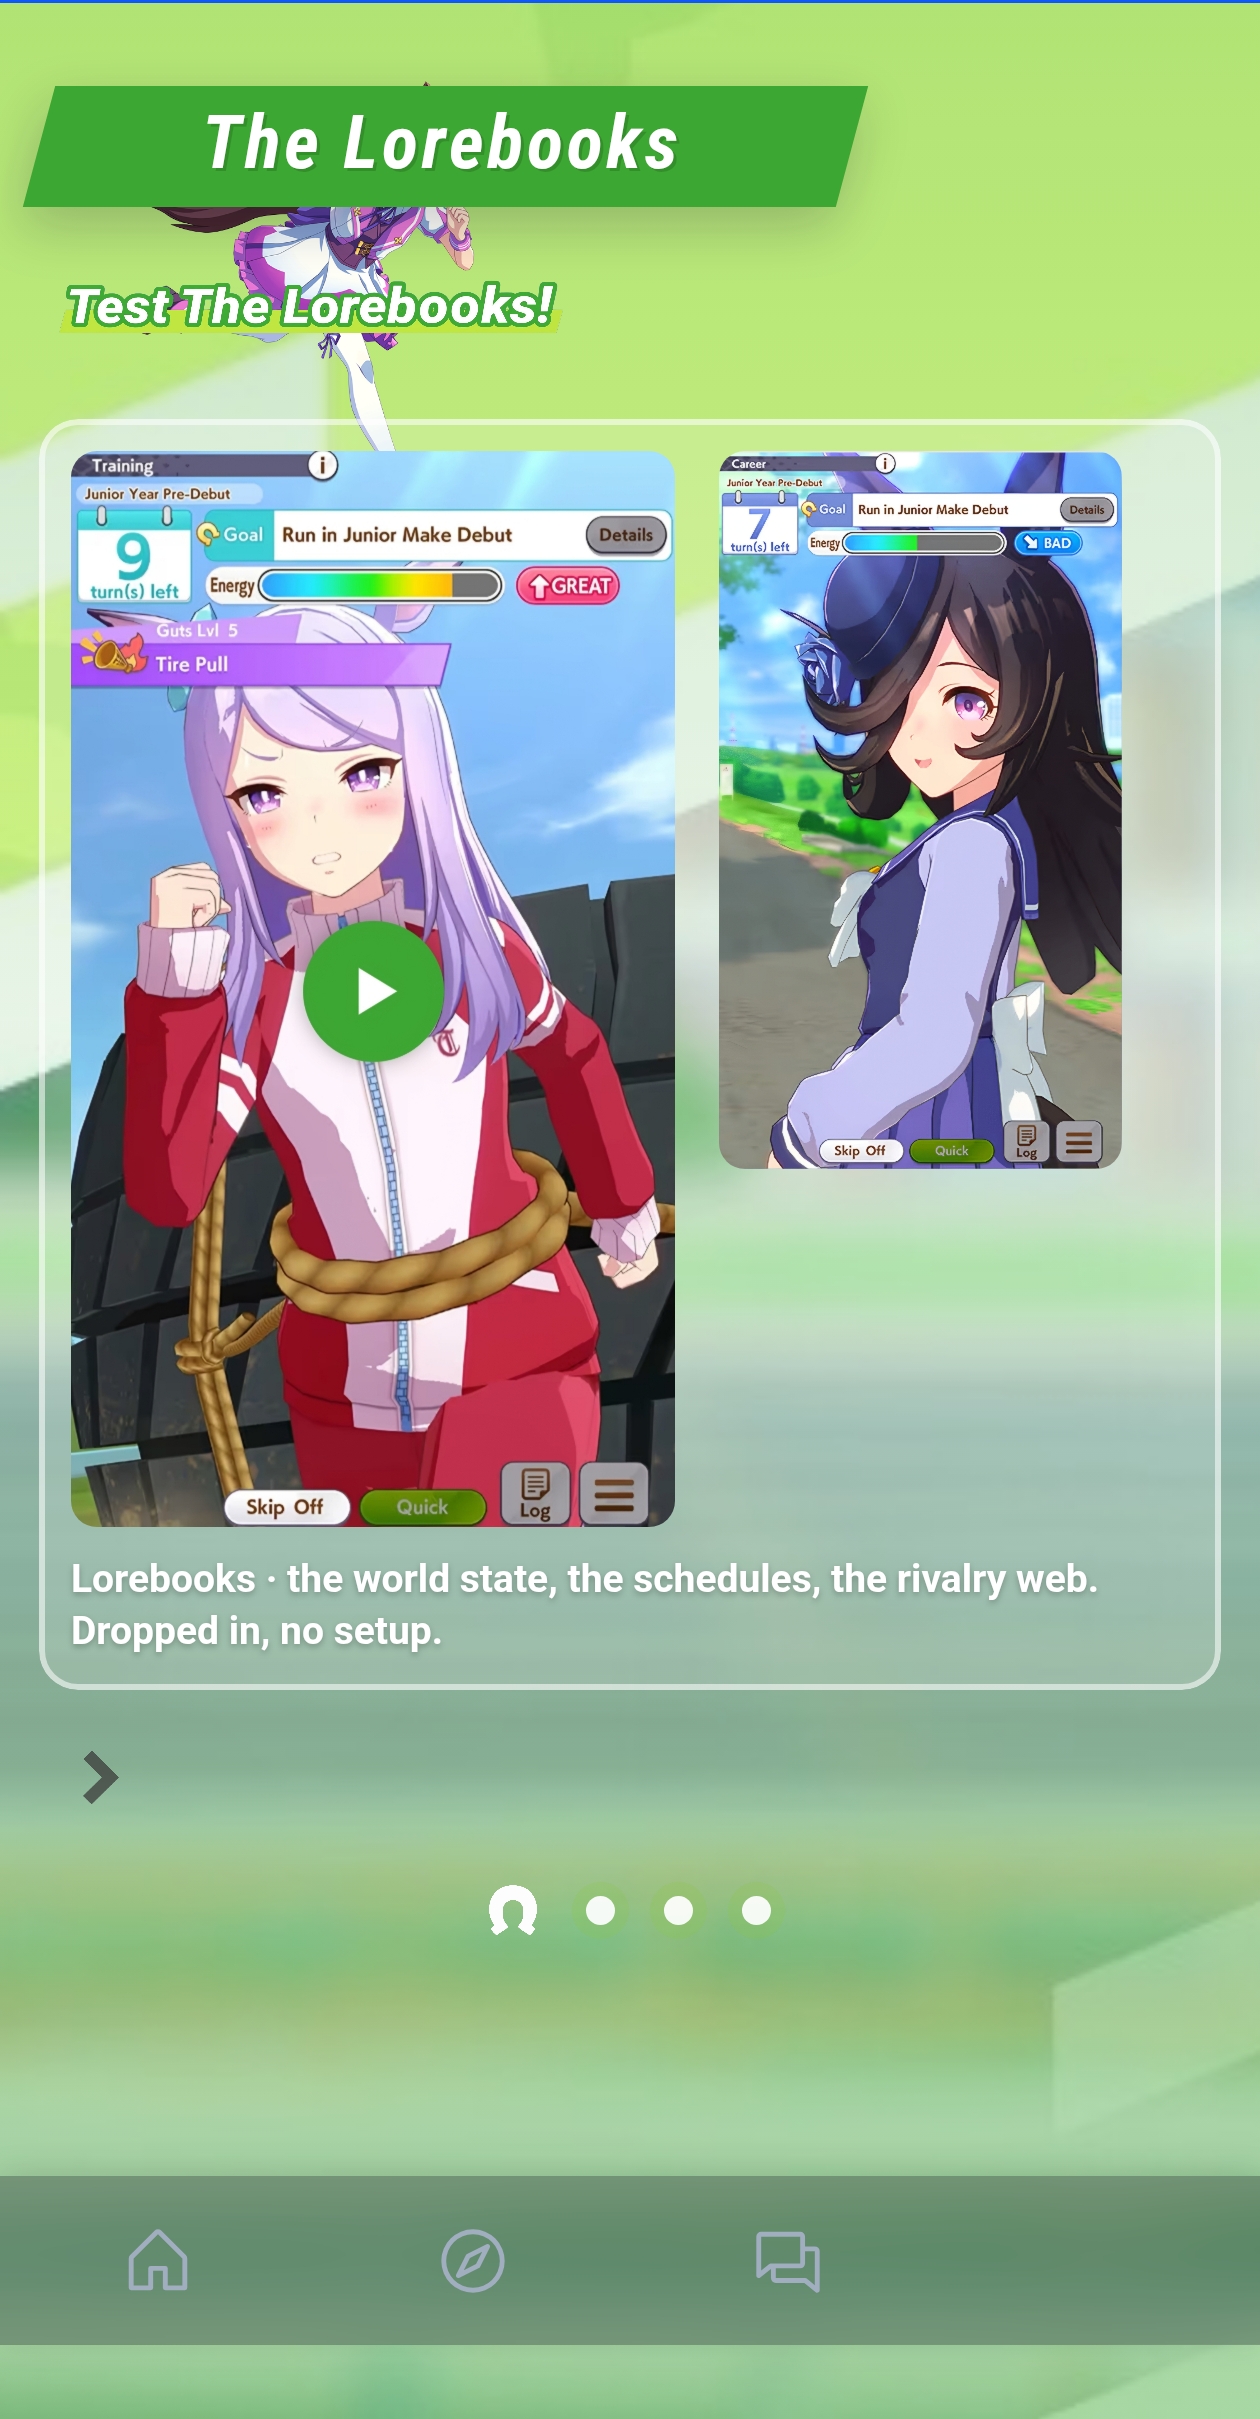 The Lorebooks
Test The Lorebooks!
Training
i
Junior Year Pre-Debut
9
turn(s) left
Goal
Run in Junior Make Debut
Details
Energy
GREAT
Guts Lvl 5
Tire Pull
Skip Off
Quick
Log
Career
i
Junior Year Pre-Debut
7
turn(s) left
Goal
Run in Junior Make Debut
Details
Energy
BAD
Skip Off
Quick
Log
Lorebooks · the world state, the schedules, the rivalry web.
Dropped in, no setup.